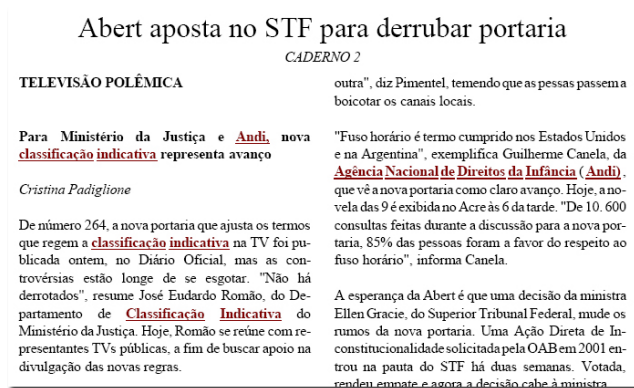 Abert aposta no STF para derrubar portaria
CADERNO 2
TELEVISÃO POLÊMICA
Para Ministério da Justiça e Andi, nova
classificação indicativa representa avanço
Cristina Padiglione
De número 264, a nova portaria que ajusta os termos
que regem a classificação indicativa na TV foi pu-
blicada ontem, no Diário Oficial, mas as con-
trovérsias estão longe de se esgotar. "Não há
derrotados", resume José Eudardo Romão, do De-
partamento de Classificação Indicativa do
Ministério da Justiça. Hoje, Romão se reúne com re-
presentantes TVs públicas, a fim de buscar apoio na
divulgação das novas regras.
outra", diz Pimentel, temendo que as pessas passem a
boicotar os canais locais.
"Fuso horário é termo cumprido nos Estados Unidos
e na Argentina", exemplifica Guilherme Canela, da
Agência Nacional de Direitos da Infância ( Andi) ,
que vê a nova portaria como claro avanço. Hoje, a no-
vela das 9 é exibida no Acre às 6 da tarde. "De 10. 600
consultas feitas durante a discussão para a nova por-
taria, 85% das pessoas foram a favor do respeito ao
fuso horário", informa Canela.
A esperança da Abert é que uma decisão da ministra
Ellen Gracie, do Superior Tribunal Federal, mude os
rumos da nova portaria. Uma Ação Direta de In-
constitucionalidade solicitada pela OAB em 2001 en-
trou na pauta do STF há duas semanas. Votada,
rendeu empate e agora a decisão cabe à ministra